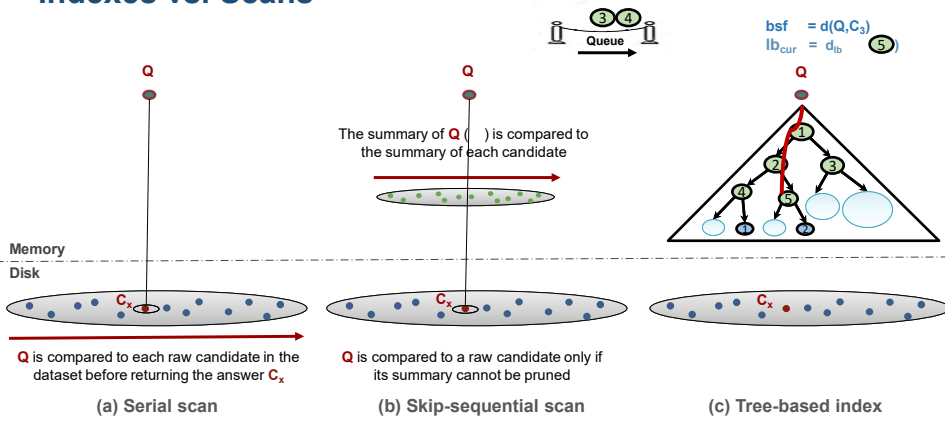 Indexes vs. Scans
3 4
Queue
bsf = d(Q,C3)
lbcur = dlb 5 )
Q
Q
Q
The summary of Q ( ) is compared to
the summary of each candidate
1
2
3
4
5
1
2
Memory
Disk
Cx
Cx
Cx
Q is compared to each raw candidate in the
dataset before returning the answer Cx
Q is compared to a raw candidate only if
its summary cannot be pruned
(a) Serial scan
(b) Skip-sequential scan
(c) Tree-based index